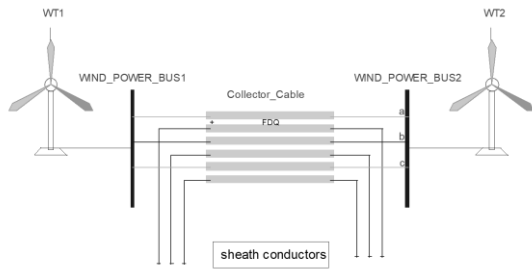 WT1
WT2
WIND_POWER_BUS1
WIND_POWER_BUS2
Collector_Cable
+
FDQ
a
b
c
sheath conductors